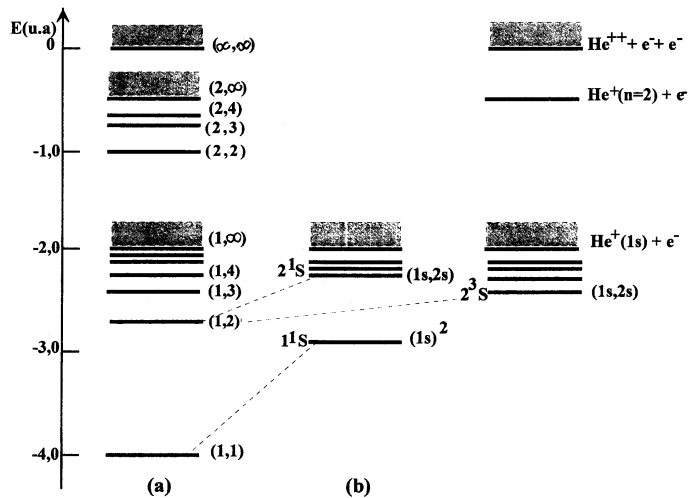 E(u.a)
0
-1,0
-2,0
-3,0
-4,0
(∞,∞)
(2,∞)
(2,4)
(2,3)
(2,2)
(1,∞)
(1,4)
(1,3)
(1,2)
(1,1)
(a)
2¹S
(1s,2s)
1¹S
(1s)²
(b)
He⁺⁺ + e⁻ + e⁻
He⁺(n=2) + e⁻
He⁺(1s) + e⁻
2³S
(1s,2s)